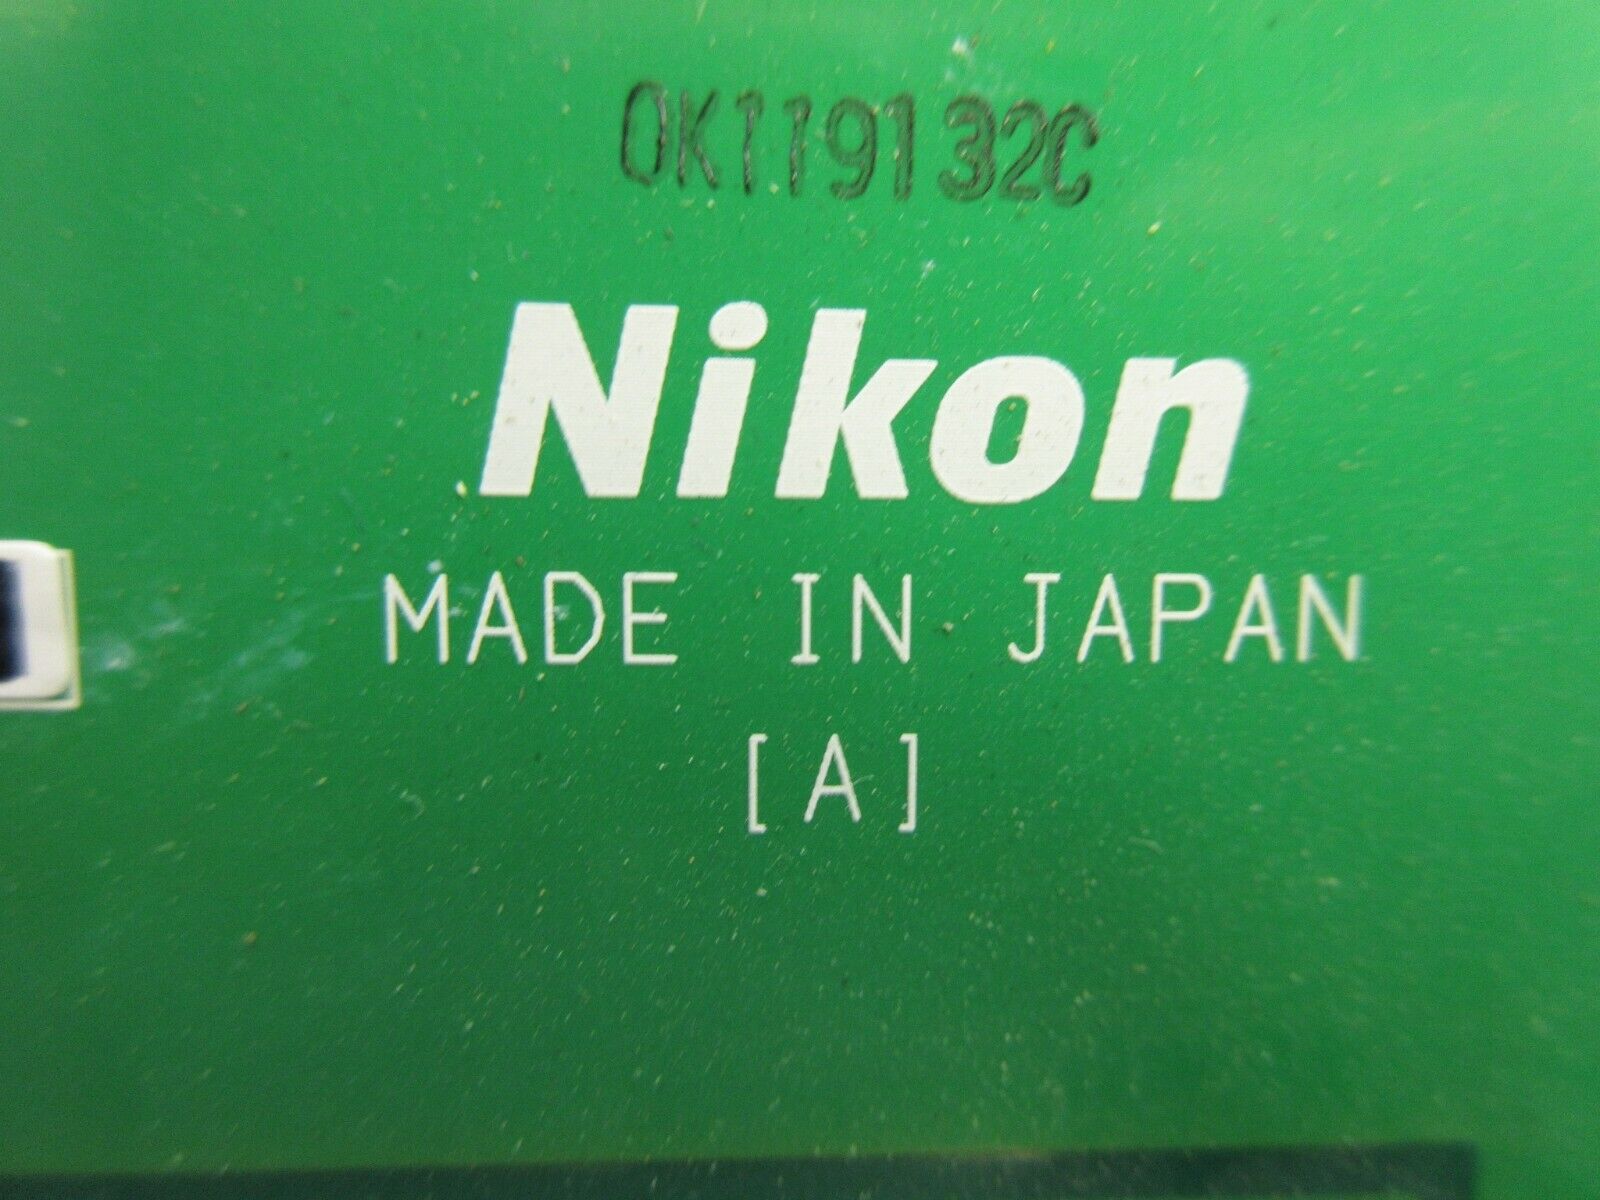 0K119132C
Nikon
MADE IN JAPAN
[A]